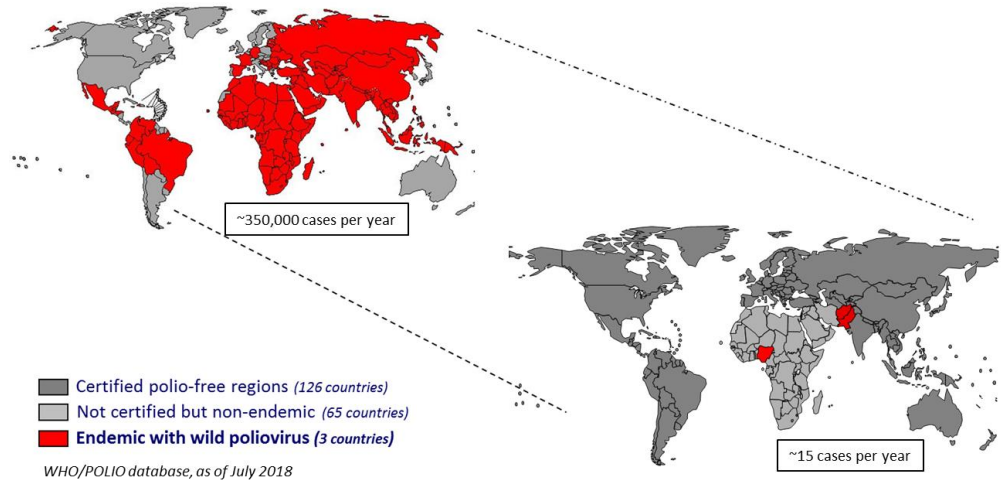 ~350,000 cases per year
Certified polio-free regions (126 countries)
Not certified but non-endemic (65 countries)
Endemic with wild poliovirus (3 countries)
WHO/POLIO database, as of July 2018
~15 cases per year